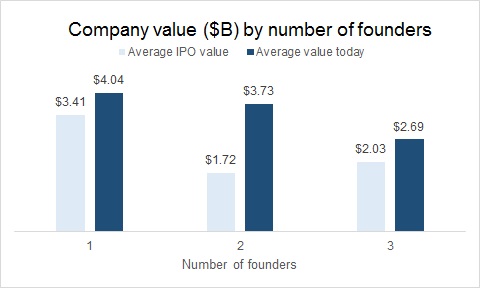 Company value ($B) by number of founders
Average IPO value Average value today
$3.41 $4.04
$1.72 $3.73
$2.03 $2.69
1 2 3
Number of founders